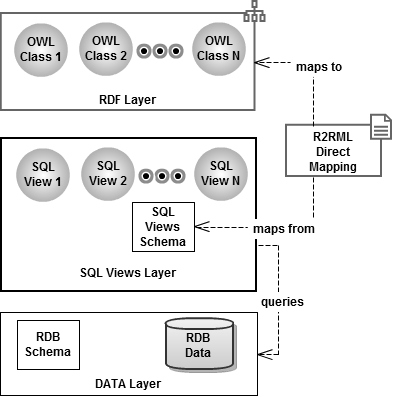 OWL Class 1
OWL Class 2
OWL Class N
RDF Layer
maps to
R2RML
Direct
Mapping
SQL View 1
SQL View 2
SQL View N
SQL
Views
Schema
maps from
SQL Views Layer
queries
RDB
Schema
RDB
Data
DATA Layer